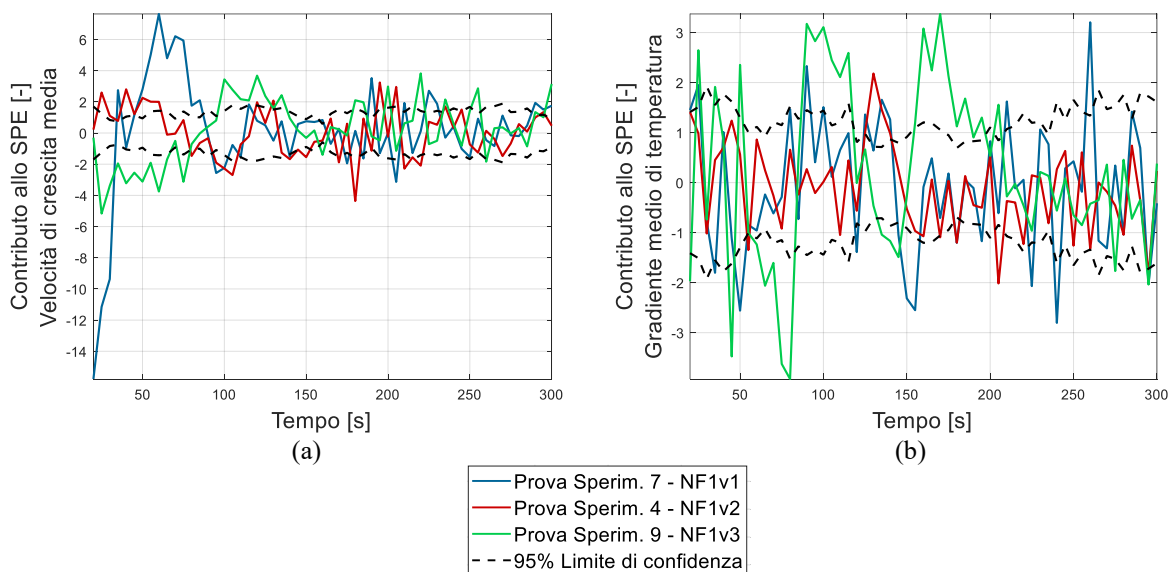 Contributo allo SPE [-]
Velocità di crescita media
6
4
2
0
-2
-4
-6
-8
-10
-12
-14
50
100
150
200
250
300
Tempo [s]
(a)
Contributo allo SPE [-]
Gradiente medio di temperatura
3
2
1
0
-1
-2
-3
50
100
150
200
250
300
Tempo [s]
(b)
Prova Sperim. 7 - NF1v1
Prova Sperim. 4 - NF1v2
Prova Sperim. 9 - NF1v3
95% Limite di confidenza